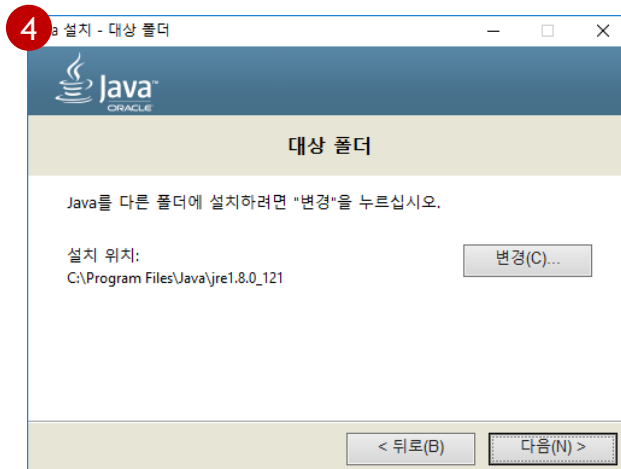 4
a 설치 - 대상 폴더
Java™
ORACLE
대상 폴더
Java를 다른 폴더에 설치하려면 "변경"을 누르십시오.
설치 위치:
변경(C)...
C:\Program Files\Java\jre1.8.0_121
< 뒤로(B)
다음(N) >